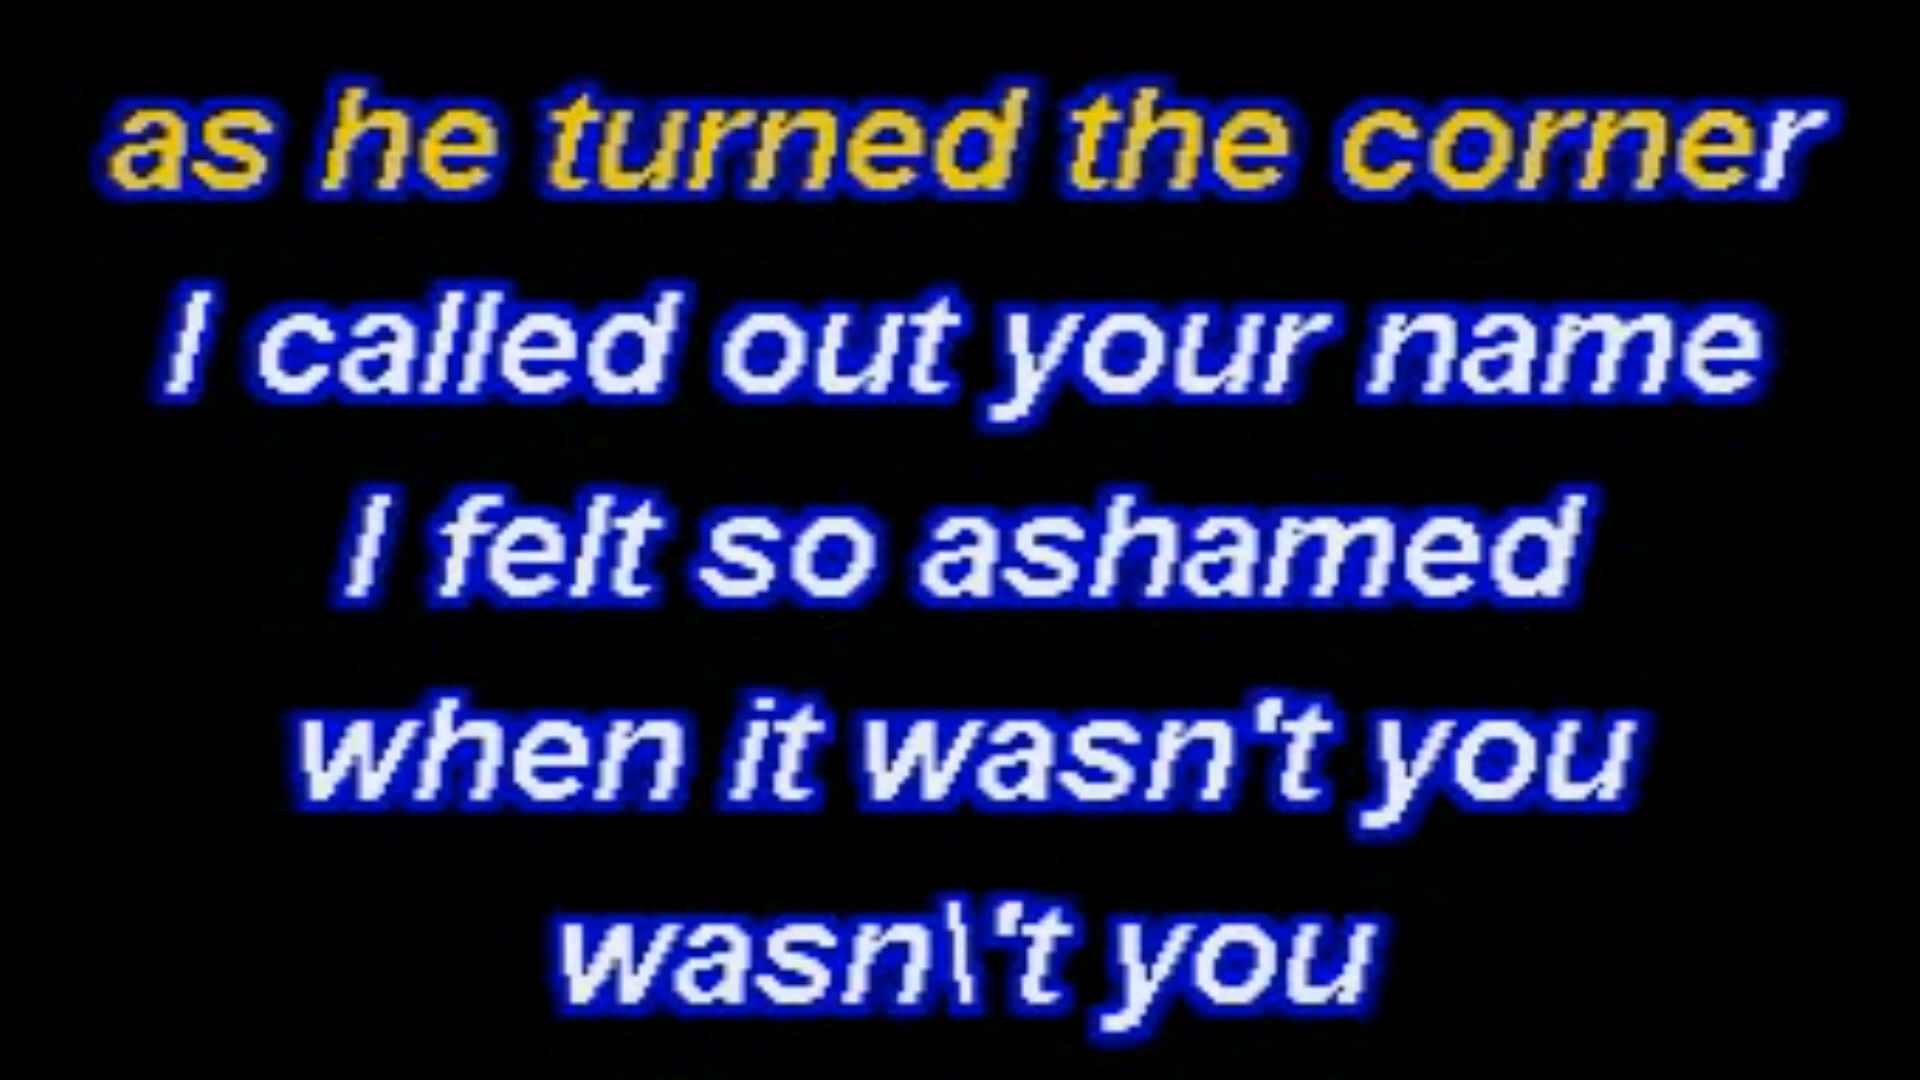 as he turned the corner
I called out your name
I felt so ashamed
when it wasn't you
wasn\'t you